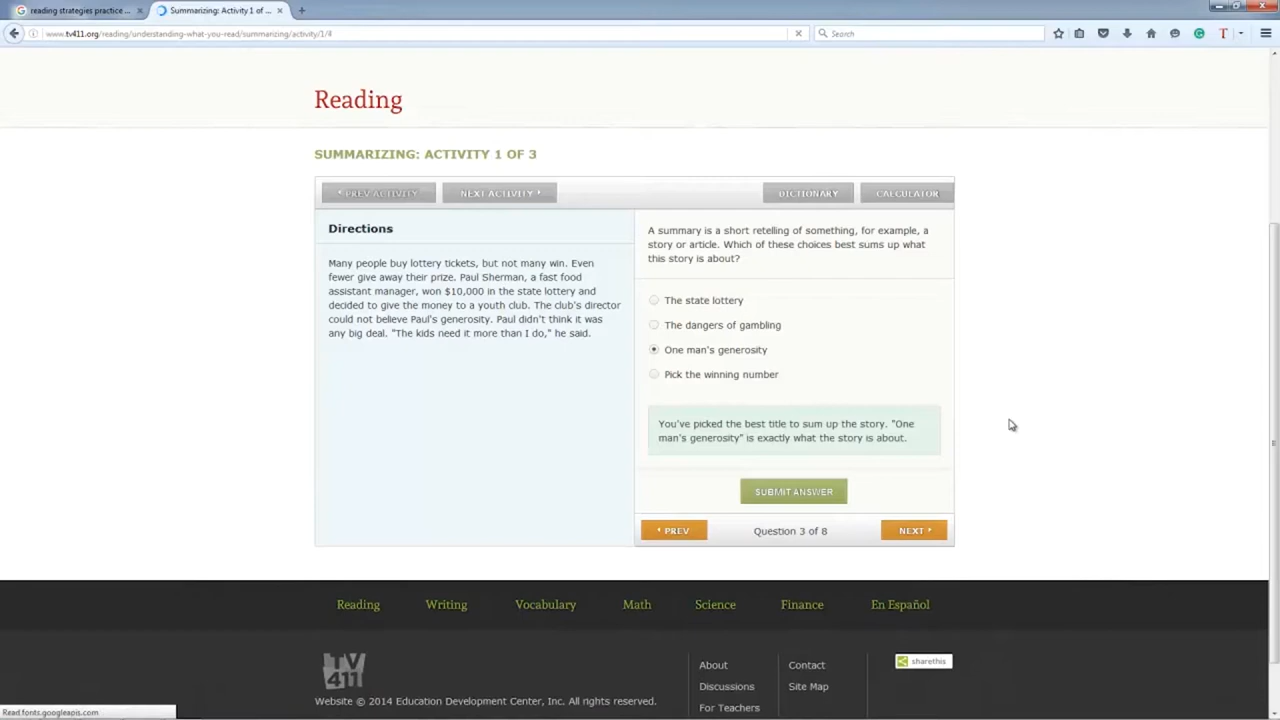 reading strategies practice ...
Summarizing: Activity 1 of ...
www.tv411.org/reading/understanding-what-you-read/summarizing/activity/1/#
Search
Reading
SUMMARIZING: ACTIVITY 1 OF 3
PREV ACTIVITY
NEXT ACTIVITY
DICTIONARY
CALCULATOR
Directions
Many people buy lottery tickets, but not many win. Even
fewer give away their prize. Paul Sherman, a fast food
assistant manager, won $10,000 in the state lottery and
decided to give the money to a youth club. The club's director
could not believe Paul's generosity. Paul didn't think it was
any big deal. "The kids need it more than I do," he said.
A summary is a short retelling of something, for example, a
story or article. Which of these choices best sums up what
this story is about?
The state lottery
The dangers of gambling
One man's generosity
Pick the winning number
You've picked the best title to sum up the story. "One
man's generosity" is exactly what the story is about.
SUBMIT ANSWER
PREV
Question 3 of 8
NEXT
Reading
Writing
Vocabulary
Math
Science
Finance
En Español
TV
411
Website © 2014 Education Development Center, Inc. All rights reserved.
About
Discussions
For Teachers
Contact
Site Map
sharethis
Read fonts.googleapis.com